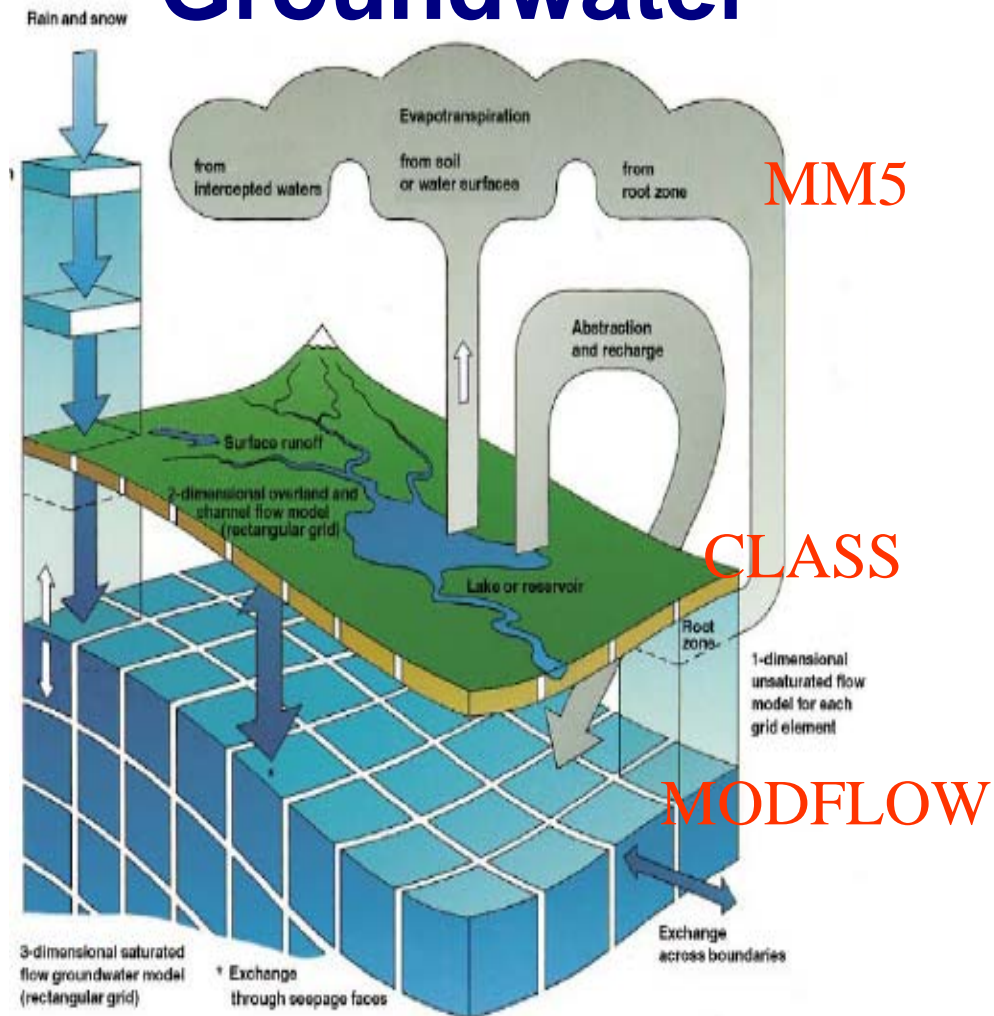 Groundwater
Rain and snow
Evapotranspiration
from
intercepted waters
from soil
or water surfaces
from
root zone
MM5
Abstraction
and recharge
Surface runoff
2-dimensional overland and
channel flow model
(rectangular grid)
CLASS
Lake or reservoir
Root
zone
1-dimensional
unsaturated flow
model for each
grid element
MODFLOW
3-dimensional saturated
flow groundwater model
(rectangular grid)
* Exchange
through seepage faces
Exchange
across boundaries